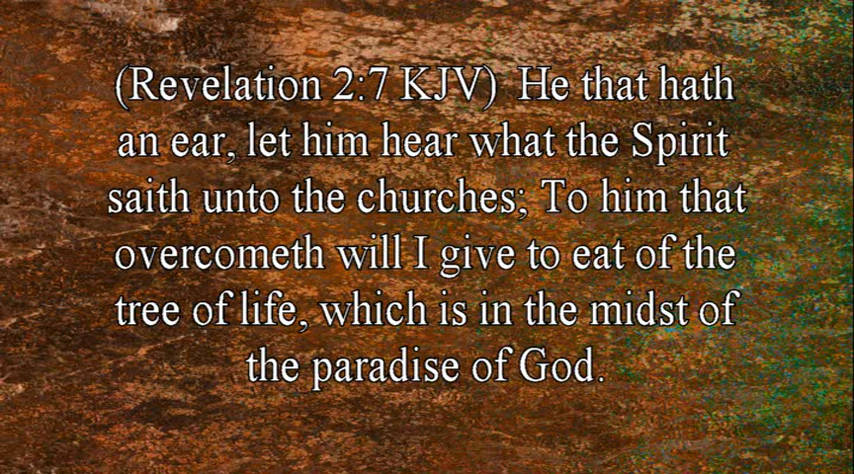 (Revelation 2:7 KJV)  He that hath
an ear, let him hear what the Spirit
saith unto the churches; To him that
overcometh will I give to eat of the
tree of life, which is in the midst of
the paradise of God.